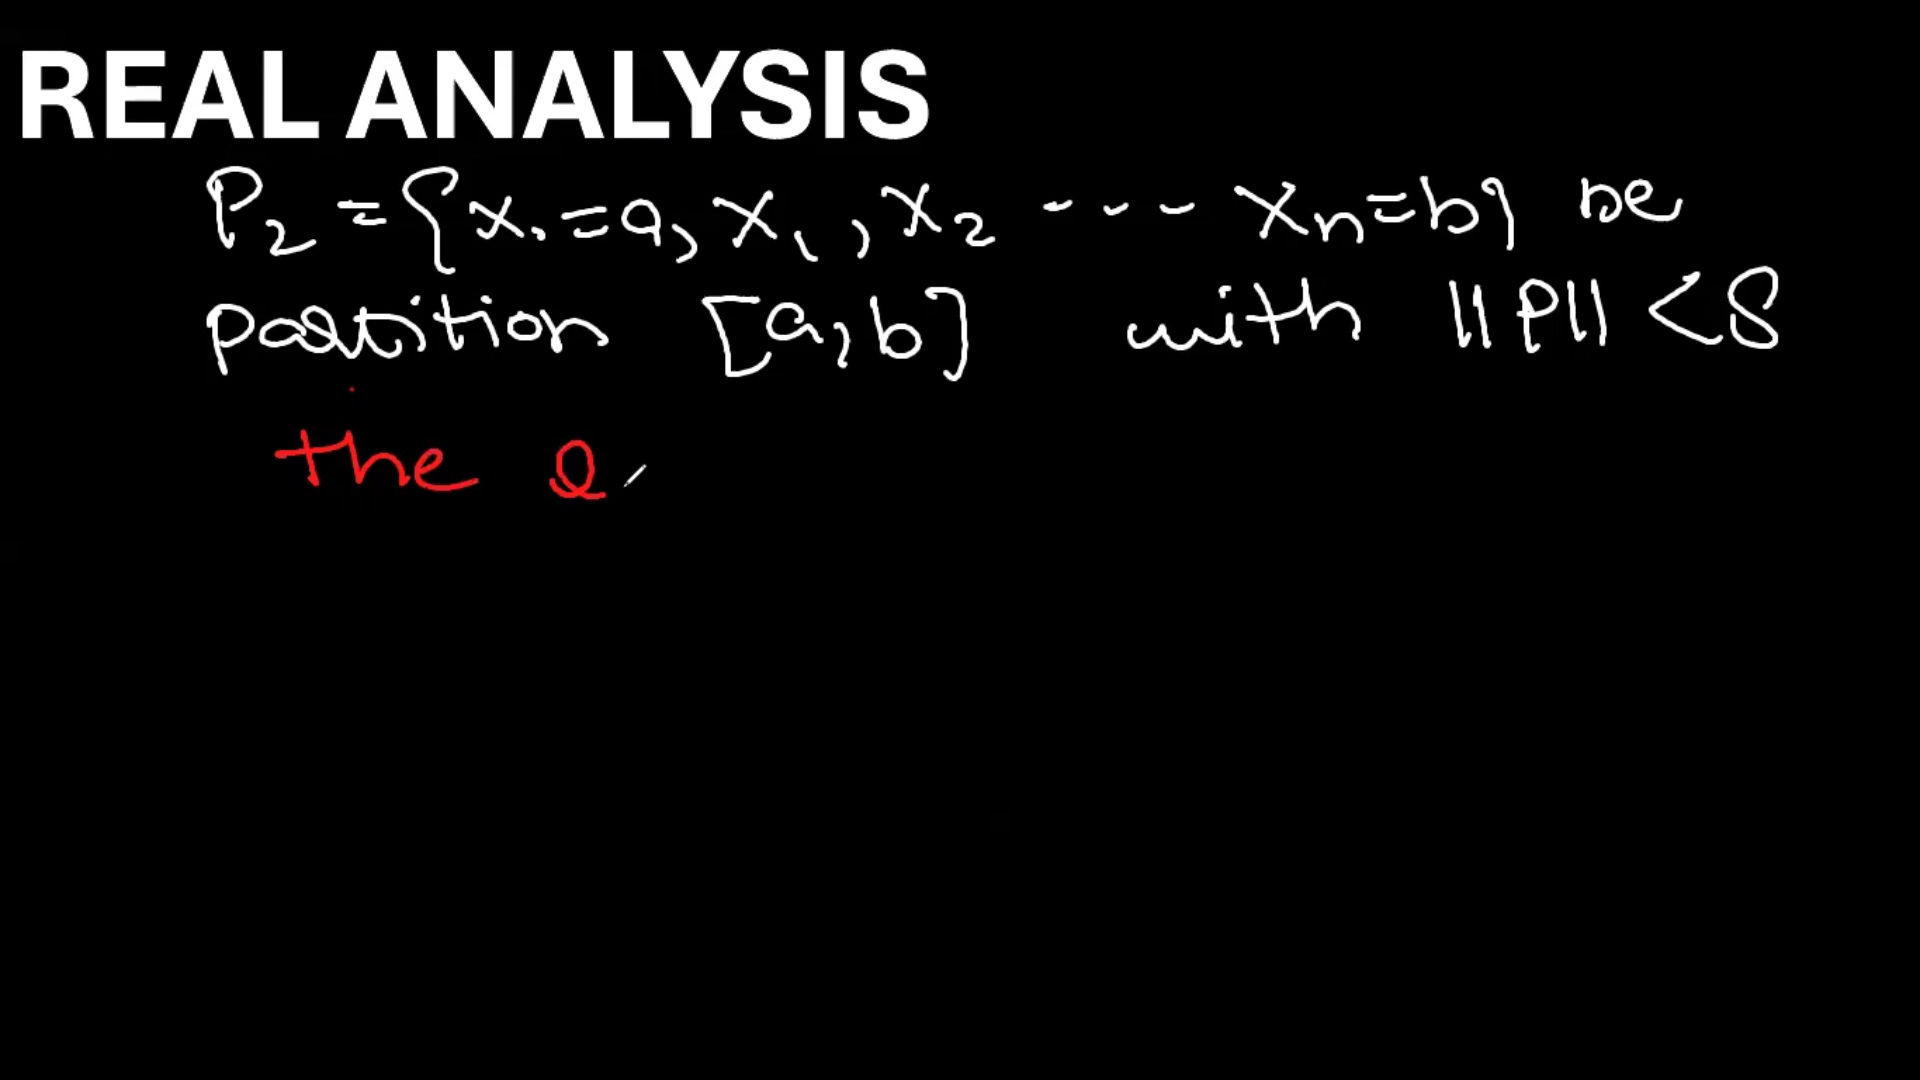 REAL ANALYSIS
P₂ = {x₀ = a, x₁, x₂ --- xₙ = b} be
partition [a, b] with ||P|| < δ
the